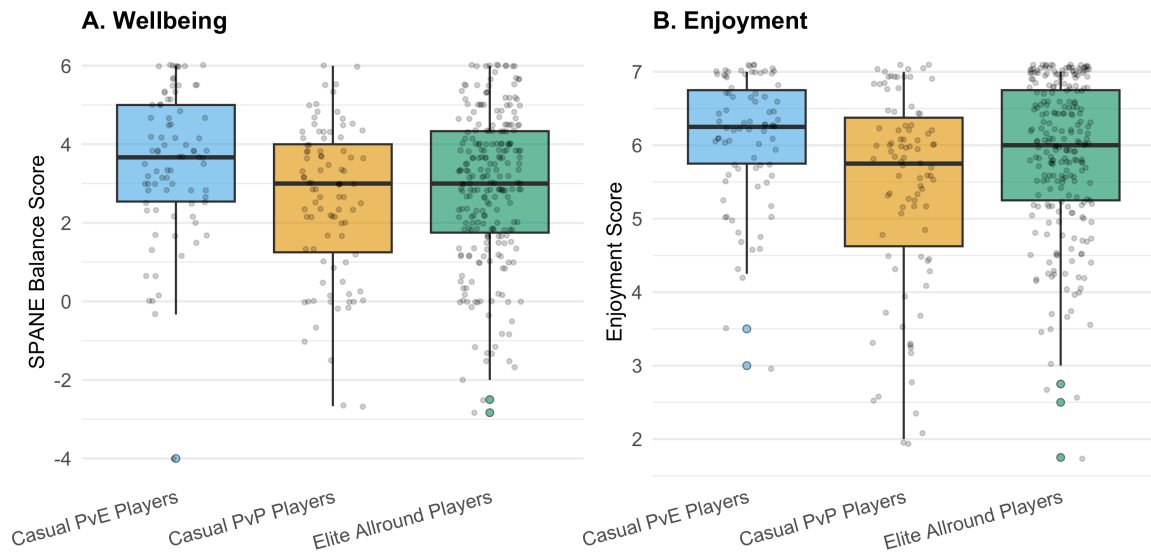 A. Wellbeing
SPANE Balance Score
6
4
2
0
-2
-4
Casual PvE Players
Casual PvP Players
Elite Allround Players
B. Enjoyment
Enjoyment Score
7
6
5
4
3
2
Casual PvE Players
Casual PvP Players
Elite Allround Players